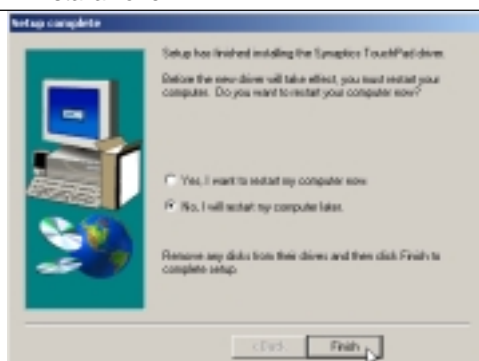 Setup complete
Setup has finished installing the Synaptics TouchPad driver.
Before the new driver will take effect, you must restart your
computer. Do you want to restart your computer now?
Yes, I want to restart my computer now
No, I will restart my computer later.
Remove any disks from their drives and then click Finish to
complete setup.
< Back
Finish